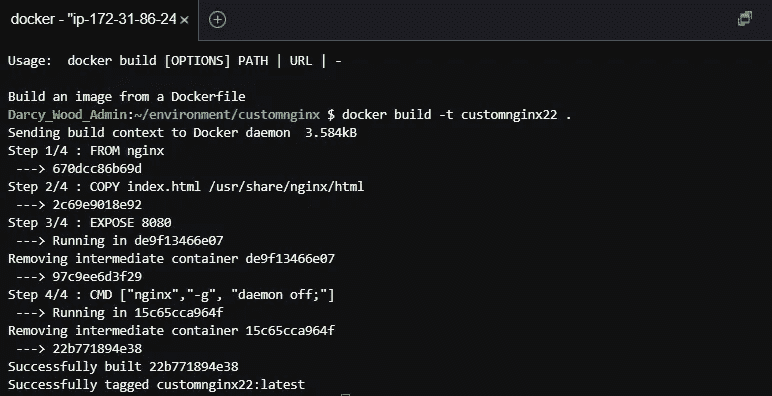 docker - "ip-172-31-86-24 ×
Usage:  docker build [OPTIONS] PATH | URL | -
Build an image from a Dockerfile
Darcy_Wood_Admin:~/environment/customnginx $ docker build -t customnginx22 .
Sending build context to Docker daemon  3.584kB
Step 1/4 : FROM nginx
 ---> 670dcc86b69d
Step 2/4 : COPY index.html /usr/share/nginx/html
 ---> 2c69e9018e92
Step 3/4 : EXPOSE 8080
 ---> Running in de9f13466e07
Removing intermediate container de9f13466e07
 ---> 97c9ee6d3f29
Step 4/4 : CMD ["nginx","-g", "daemon off;"]
 ---> Running in 15c65cca964f
Removing intermediate container 15c65cca964f
 ---> 22b771894e38
Successfully built 22b771894e38
Successfully tagged customnginx22:latest